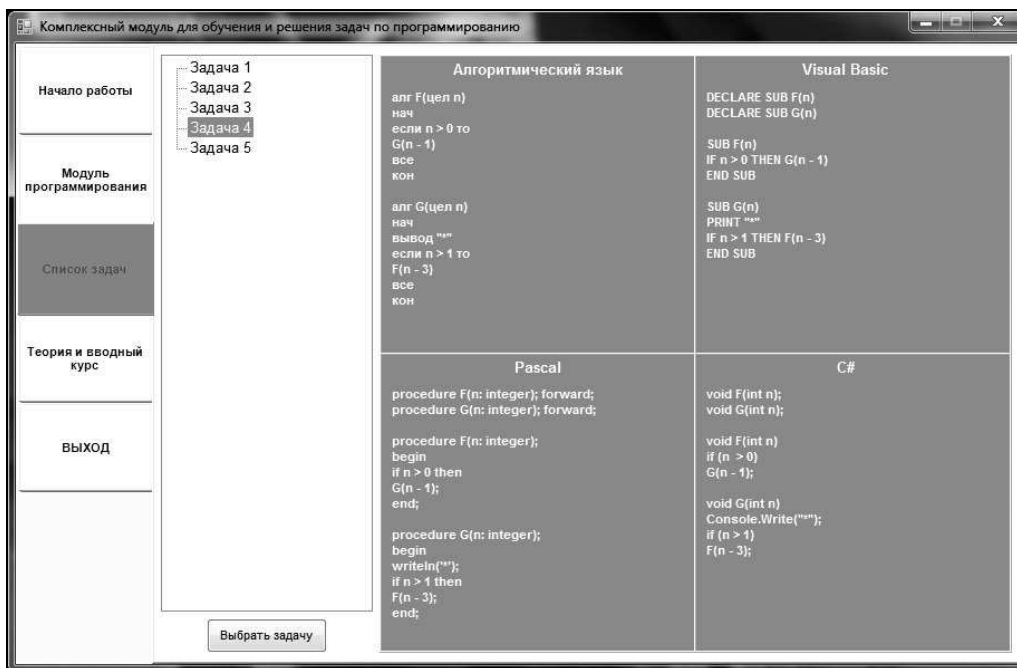 Комплексный модуль для обучения и решения задач по программированию
Начало работы
Модуль
программирования
Список задач
Теория и вводный
курс
ВЫХОД
Задача 1
Задача 2
Задача 3
Задача 4
Задача 5
Выбрать задачу
Алгоритмический язык
алг F(цел n)
нач
если n > 0 то
G(n - 1)
все
кон
алг G(цел n)
нач
вывод "*"
если n > 1 то
F(n - 3)
все
кон
Visual Basic
DECLARE SUB F(n)
DECLARE SUB G(n)
SUB F(n)
IF n > 0 THEN G(n - 1)
END SUB
SUB G(n)
PRINT "*"
IF n > 1 THEN F(n - 3)
END SUB
Pascal
procedure F(n: integer); forward;
procedure G(n: integer); forward;
procedure F(n: integer);
begin
if n > 0 then
G(n - 1);
end;
procedure G(n: integer);
begin
writeln('*');
if n > 1 then
F(n - 3);
end;
C#
void F(int n);
void G(int n);
void F(int n)
if (n > 0)
G(n - 1);
void G(int n)
Console.Write("*");
if (n > 1)
F(n - 3);